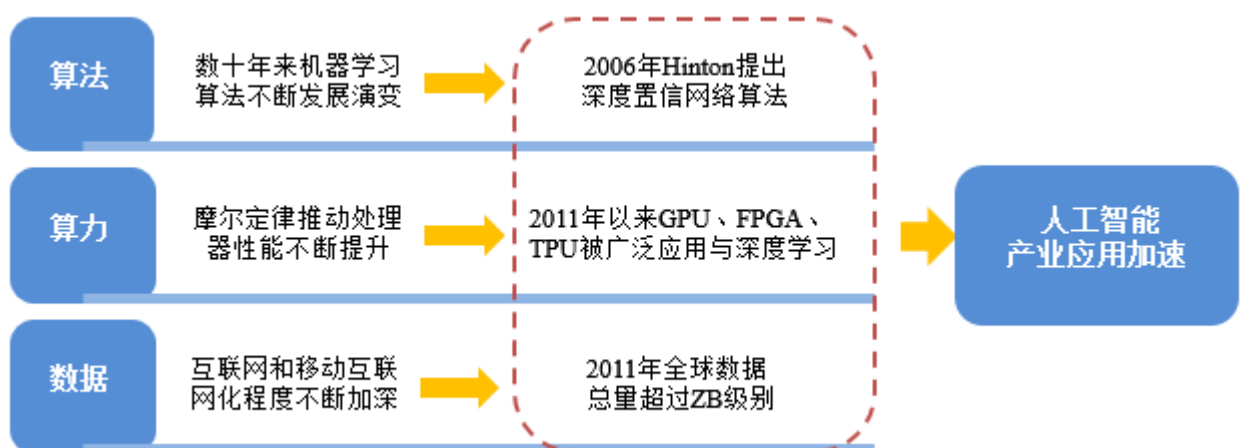 算法
数十年来机器学习
算法不断发展演变
2006年Hinton提出
深度置信网络算法
算力
摩尔定律推动处理
器性能不断提升
2011年以来GPU、FPGA、
TPU被广泛应用与深度学习
数据
互联网和移动互联
网化程度不断加深
2011年全球数据
总量超过ZB级别
人工智能
产业应用加速